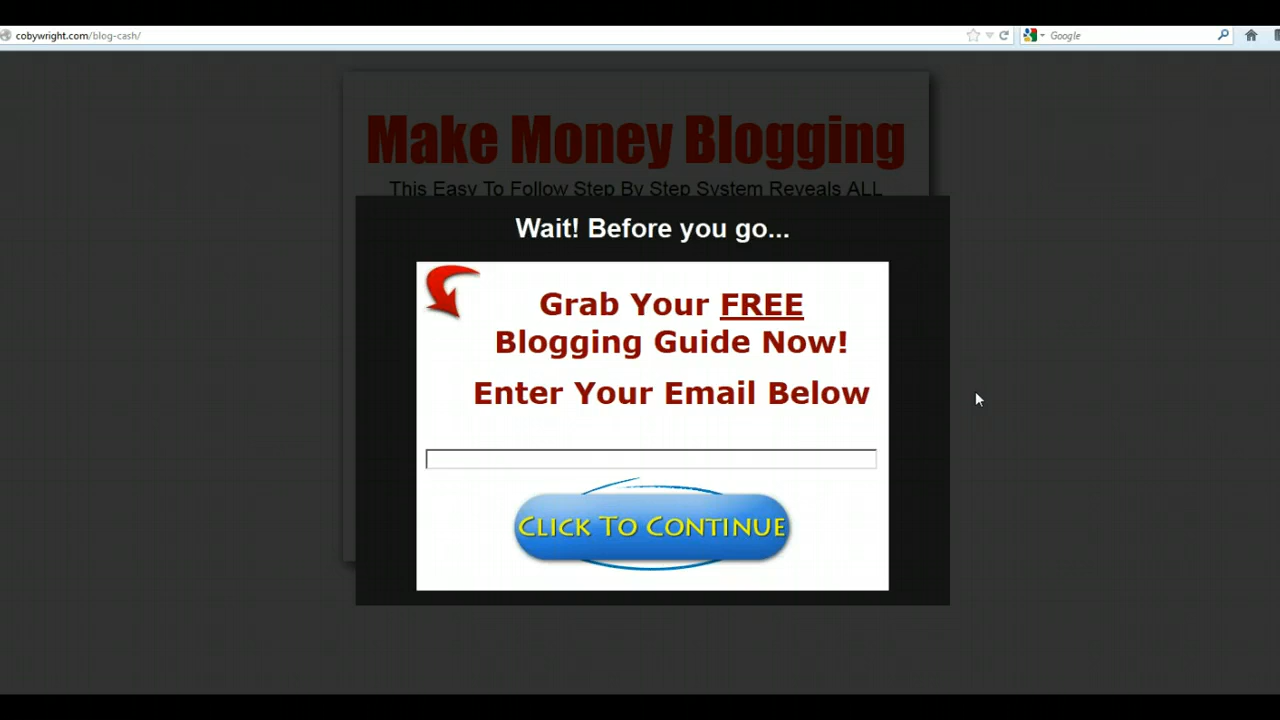 cobywright.com/blog-cash/
Google
Make Money Blogging
This Easy To Follow Step By Step System Reveals ALL
Wait! Before you go...
Grab Your FREE
Blogging Guide Now!
Enter Your Email Below
CLICK TO CONTINUE